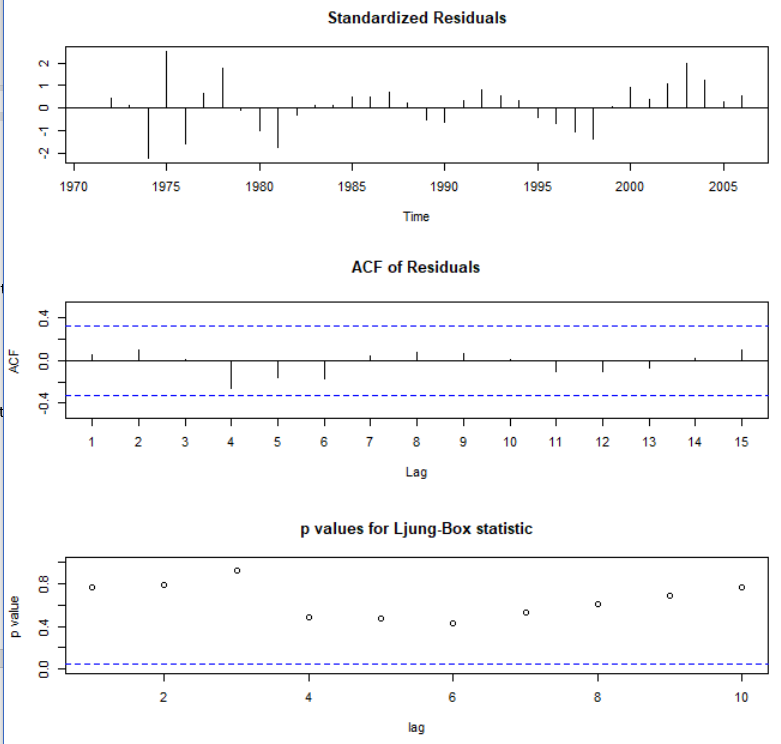 Standardized Residuals
2
1
0
-1
-2
1970 1975 1980 1985 1990 1995 2000 2005
Time
t
ACF of Residuals
ACF
0.4
0.0
-0.4
t
1 2 3 4 5 6 7 8 9 10 11 12 13 14 15
Lag
p values for Ljung-Box statistic
p value
0.8
0.4
0.0
2 4 6 8 10
lag